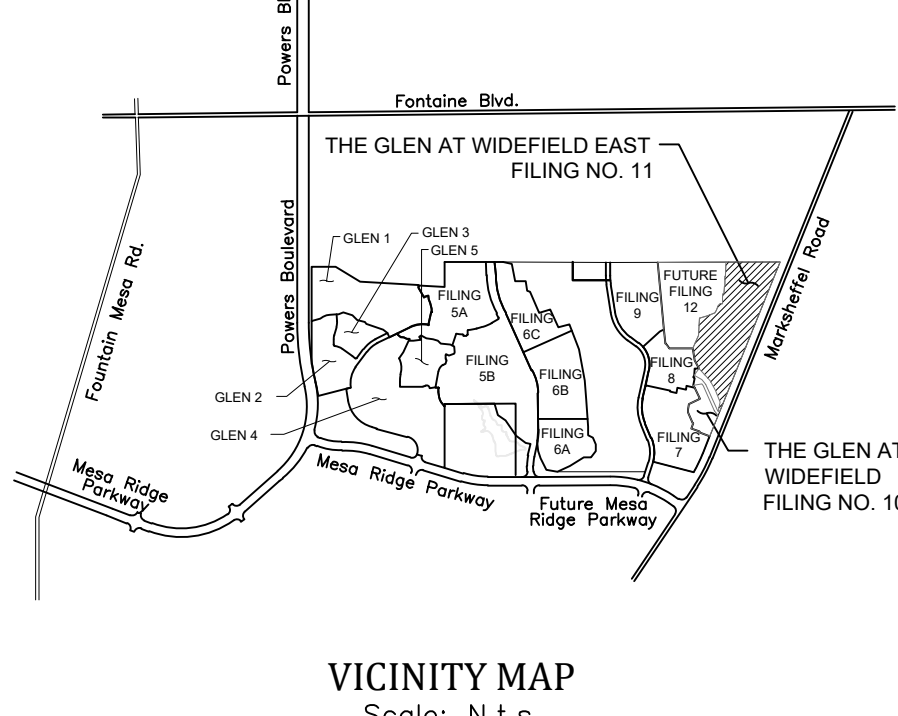 Powers Bl
Fontaine Blvd.
THE GLEN AT WIDEFIELD EAST
FILING NO. 11
Powers Boulevard
Fountain Mesa Rd.
Marksheffel Road
GLEN 1
GLEN 3
GLEN 5
GLEN 2
GLEN 4
FILING
5A
FILING
5B
FILING
6C
FILING
6B
FILING
6A
FILING
9
FUTURE
FILING
12
FILING
8
FILING
7
THE GLEN AT
WIDEFIELD
FILING NO. 10
Mesa Ridge
Parkway
Mesa Ridge Parkway
Future Mesa
Ridge Parkway
VICINITY MAP
Scale: N.t.s.